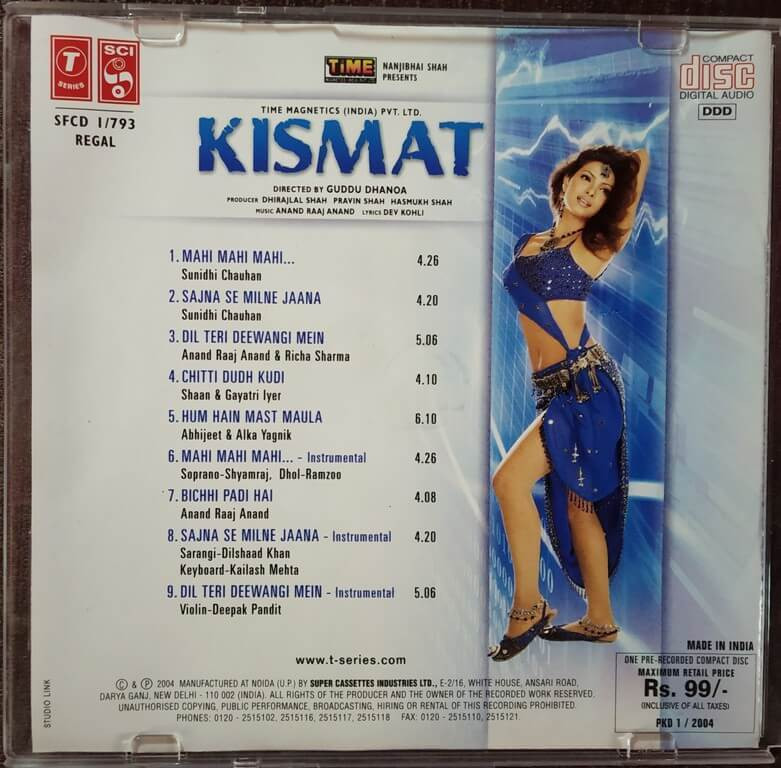 T
SERIES
SCI
SFCD 1/793
REGAL
TiME
NANJIBHAI SHAH
PRESENTS
COMPACT
disc
DIGITAL AUDIO
DDD
TIME MAGNETICS (INDIA) PVT. LTD.
KISMAT
DIRECTED BY GUDDU DHANOA
PRODUCER DHIRAJLAL SHAH PRAVIN SHAH HASMUKH SHAH
MUSIC ANAND RAAJ ANAND LYRICS DEV KOHLI
1. MAHI MAHI MAHI... 4.26
Sunidhi Chauhan
2. SAJNA SE MILNE JAANA 4.20
Sunidhi Chauhan
3. DIL TERI DEEWANGI MEIN 5.06
Anand Raaj Anand & Richa Sharma
4. CHITTI DUDH KUDI 4.10
Shaan & Gayatri Iyer
5. HUM HAIN MAST MAULA 6.10
Abhijeet & Alka Yagnik
6. MAHI MAHI MAHI... - Instrumental 4.26
Soprano-Shyamraj, Dhol-Ramzoo
7. BICHHI PADI HAI 4.08
Anand Raaj Anand
8. SAJNA SE MILNE JAANA - Instrumental 4.20
Sarangi-Dilshaad Khan
Keyboard-Kailash Mehta
9. DIL TERI DEEWANGI MEIN - Instrumental 5.06
Violin-Deepak Pandit
www.t-series.com
© & ℗ 2004 MANUFACTURED AT NOIDA (U.P.) BY SUPER CASSETTES INDUSTRIES LTD., E-2/16, WHITE HOUSE, ANSARI ROAD,
DARYA GANJ, NEW DELHI - 110 002 (INDIA). ALL RIGHTS OF THE PRODUCER AND THE OWNER OF THE RECORDED WORK RESERVED.
UNAUTHORISED COPYING, PUBLIC PERFORMANCE, BROADCASTING, HIRING OR RENTAL OF THIS RECORDING PROHIBITED.
PHONES: 0120 - 2515102, 2515116, 2515117, 2515118 FAX: 0120 - 2515110, 2515121.
STUDIO LINK
MADE IN INDIA
ONE PRE-RECORDED COMPACT DISC
MAXIMUM RETAIL PRICE
Rs. 99/-
(INCLUSIVE OF ALL TAXES)
PKD 1 / 2004